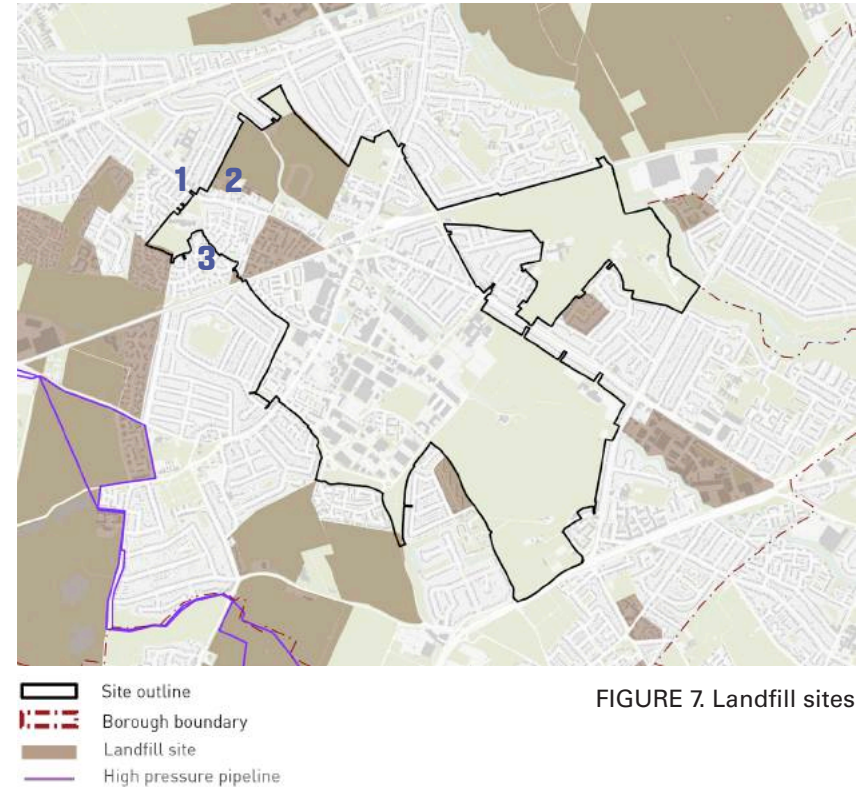 1
2
3
Site outline
Borough boundary
Landfill site
High pressure pipeline
FIGURE 7. Landfill sites